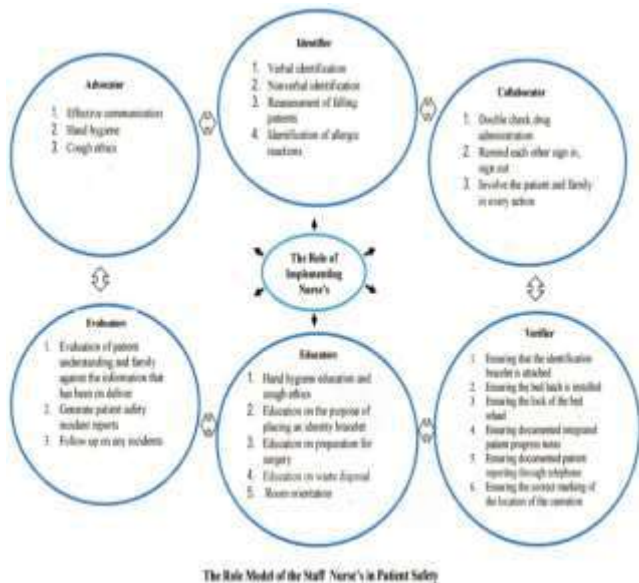 Identifier
1. Verbal identification
2. Nonverbal identification
3. Reassessment of falling
patients
4. Identification of allergic
reactions
Advocator
1. Effective communication
2. Hand hygiene
3. Cough ethics
Collaborator
1. Double check drug
administration
2. Remind each other sign in,
sign out
3. Involve the patient and family
in every action
The Role of
Implementing
Nurse's
Evaluators
1. Evaluation of patient
understanding and family
against the information that
has been on deliver
2. Generate patient safety
incident reports
3. Follow up on any incidents
Educators
1. Hand hygiene education and
cough ethics
2. Education on the purpose of
placing an identity bracelet
3. Education on preparation for
surgery
4. Education on waste disposal
5. Room orientation
Verifier
1. Ensuring that the identification
bracelet is attached
2. Ensuring the bed back is installed
3. Ensuring the lock of the bed
wheel
4. Ensuring documented integrated
patient progress notes
5. Ensuring documented patient
reporting through telephone
6. Ensuring the correct marking of
the location of the operation
The Role Model of the Staff Nurse's in Patient Safety